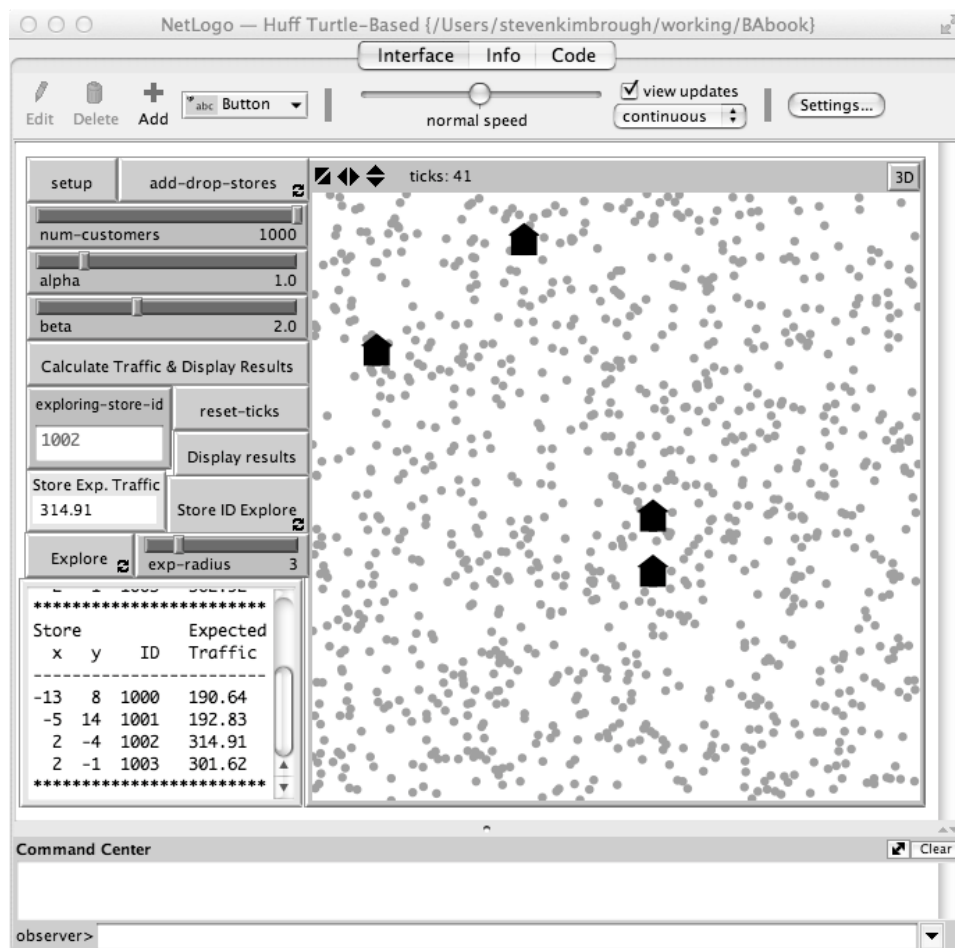 NetLogo — Huff Turtle-Based {/Users/stevenkimbrough/working/BAbook}
Interface Info Code
Edit Delete Add abc Button
normal speed
view updates
continuous
Settings...
setup add-drop-stores
ticks: 41 3D
num-customers 1000
alpha 1.0
beta 2.0
Calculate Traffic & Display Results
exploring-store-id
1002
reset-ticks
Display results
Store Exp. Traffic
314.91
Store ID Explore
Explore
exp-radius 3
************************
Store Expected
x y ID Traffic
------------------------
-13 8 1000 190.64
-5 14 1001 192.83
2 -4 1002 314.91
2 -1 1003 301.62
************************
Command Center Clear
observer>